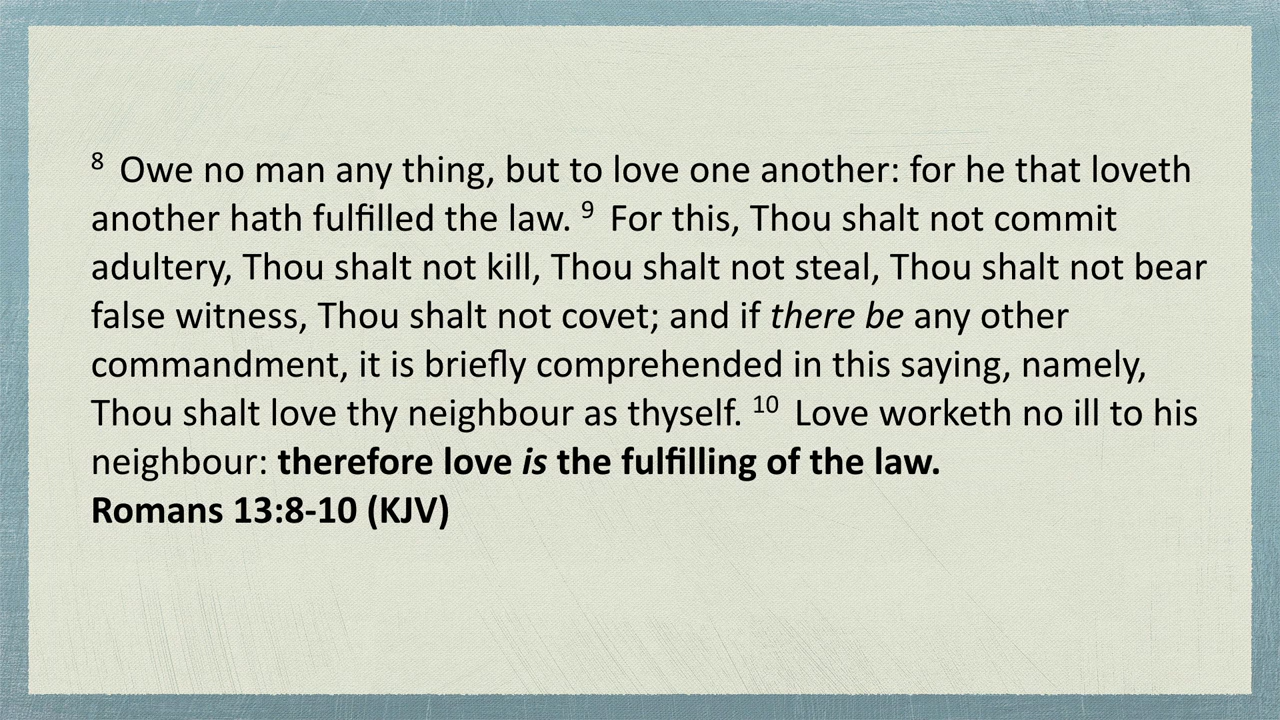 8 Owe no man any thing, but to love one another: for he that loveth
another hath fulfilled the law. 9 For this, Thou shalt not commit
adultery, Thou shalt not kill, Thou shalt not steal, Thou shalt not bear
false witness, Thou shalt not covet; and if there be any other
commandment, it is briefly comprehended in this saying, namely,
Thou shalt love thy neighbour as thyself. 10 Love worketh no ill to his
neighbour: therefore love is the fulfilling of the law.
Romans 13:8-10 (KJV)